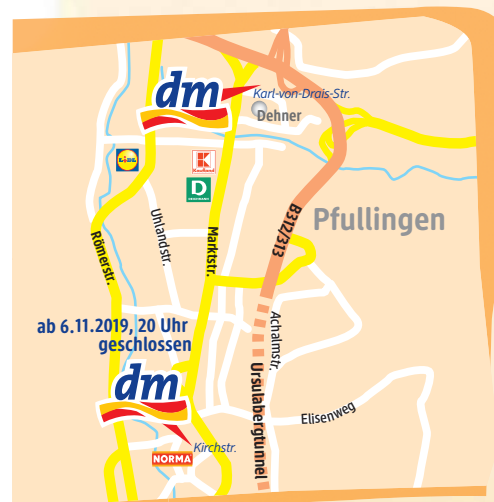 dm
Karl-von-Drais-Str.
Dehner
LIDL
K
Kaufland
D
DEICHMANN
Uhlandstr.
Marktstr.
B312/313
Pfullingen
Römerstr.
ab 6.11.2019, 20 Uhr
geschlossen
Achalmstr.
dm
Ursulabergtunnel
Elisenweg
Kirchstr.
NORMA